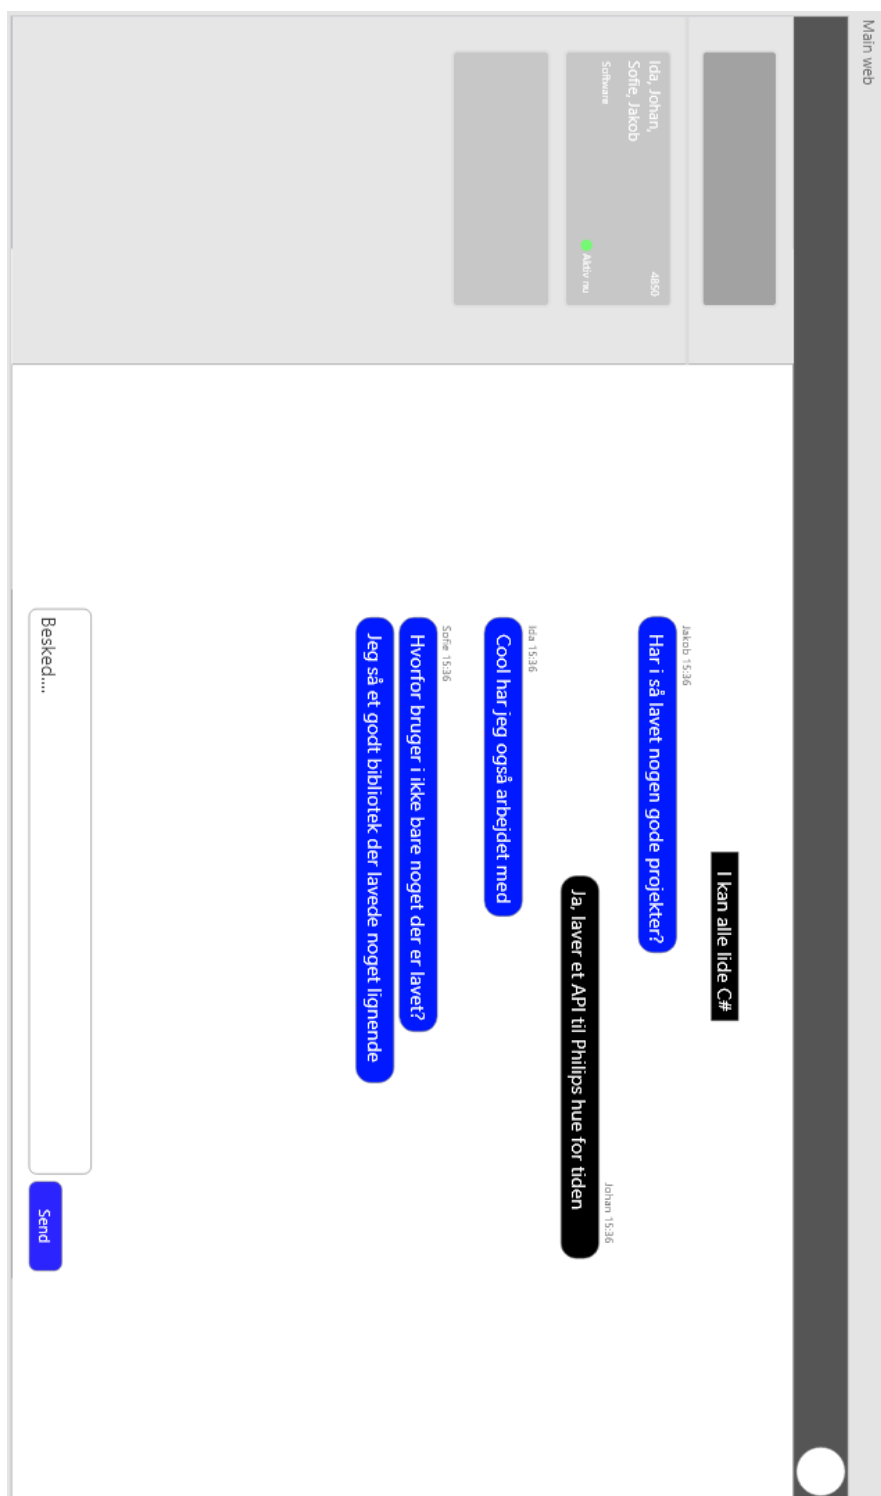 Main web
Ida, Johan,
Sofie, Jakob
4850
Software
Aktiv nu
I kan alle lide C#
Jakob 15:36
Har i så lavet nogen gode projekter?
Johan 15:36
Ja, laver et API til Philips hue for tiden
Ida 15:36
Cool har jeg også arbejdet med
Sofie 15:36
Hvorfor bruger i ikke bare noget der er lavet?
Jeg så et godt bibliotek der lavede noget lignende
Besked....
Send